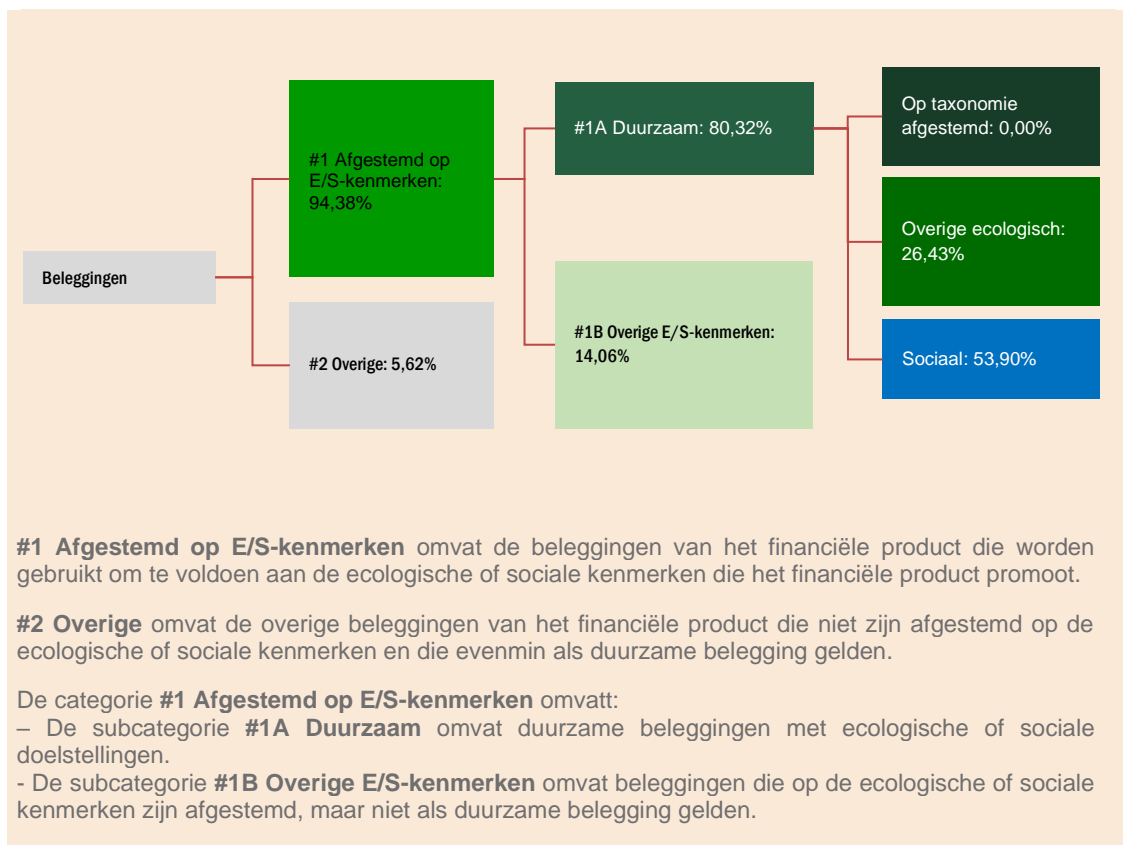 Beleggingen
#1 Afgestemd op
E/S-kenmerken:
94,38%
#2 Overige: 5,62%
#1A Duurzaam: 80,32%
#1B Overige E/S-kenmerken:
14,06%
Op taxonomie
afgestemd: 0,00%
Overige ecologisch:
26,43%
Sociaal: 53,90%
#1 Afgestemd op E/S-kenmerken omvat de beleggingen van het financiële product die worden
gebruikt om te voldoen aan de ecologische of sociale kenmerken die het financiële product promoot.
#2 Overige omvat de overige beleggingen van het financiële product die niet zijn afgestemd op de
ecologische of sociale kenmerken en die evenmin als duurzame belegging gelden.
De categorie #1 Afgestemd op E/S-kenmerken omvatt:
– De subcategorie #1A Duurzaam omvat duurzame beleggingen met ecologische of sociale
doelstellingen.
- De subcategorie #1B Overige E/S-kenmerken omvat beleggingen die op de ecologische of sociale
kenmerken zijn afgestemd, maar niet als duurzame belegging gelden.